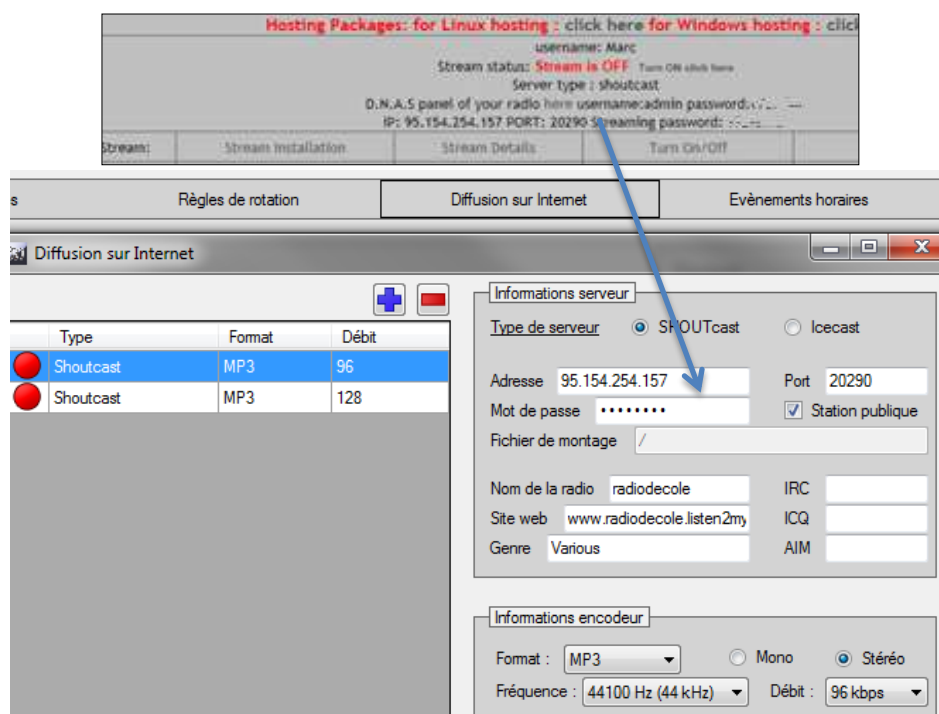 Hosting Packages: for Linux hosting : click here for Windows hosting : click
username: Marc
Stream status: Stream is OFF Turn ON click here
Server type : shoutcast
D.N.A.S panel of your radio here username:admin password:
IP: 95.154.254.157 PORT: 20290 Streaming password:
Stream: Stream Installation Stream Details Turn On/Off
s Règles de rotation Diffusion sur Internet Evènements horaires
Diffusion sur Internet
Informations serveur
Type de serveur SHOUTcast Icecast
Type Format Débit
Shoutcast MP3 96
Shoutcast MP3 128
Adresse 95.154.254.157 Port 20290
Mot de passe •••••••• Station publique
Fichier de montage /
Nom de la radio radiodecole IRC
Site web www.radiodecole.listen2my ICQ
Genre Various AIM
Informations encodeur
Format : MP3 Mono Stéréo
Fréquence : 44100 Hz (44 kHz) Débit : 96 kbps